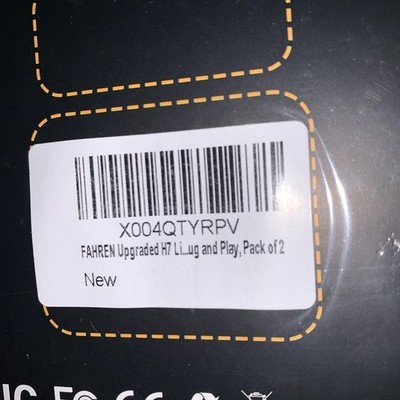 X004QTYRPV
FAHREN Upgraded H7 Li...ug and Play, Pack of 2
New